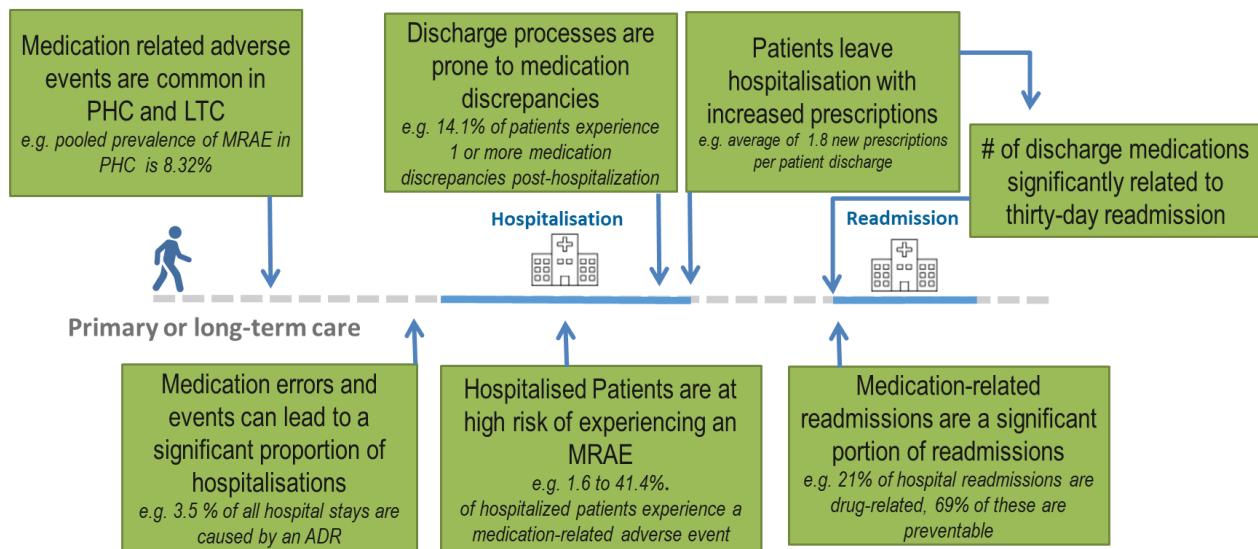 Medication related adverse
events are common in
PHC and LTC
e.g. pooled prevalence of MRAE in
PHC  is 8.32%
Discharge processes are
prone to medication
discrepancies
e.g. 14.1% of patients experience
1 or more medication
discrepancies post-hospitalization
Patients leave
hospitalisation with
increased prescriptions
e.g. average of 1.8 new prescriptions
per patient discharge
# of discharge medications
significantly related to
thirty-day readmission
Hospitalisation
Readmission
Primary or long-term care
Medication errors and
events can lead to a
significant proportion of
hospitalisations
e.g. 3.5 % of all hospital stays are
caused by an ADR
Hospitalised Patients are at
high risk of experiencing an
MRAE
e.g. 1.6 to 41.4%.
of hospitalized patients experience a
medication-related adverse event
Medication-related
readmissions are a significant
portion of readmissions
e.g. 21% of hospital readmissions are
drug-related, 69% of these are
preventable